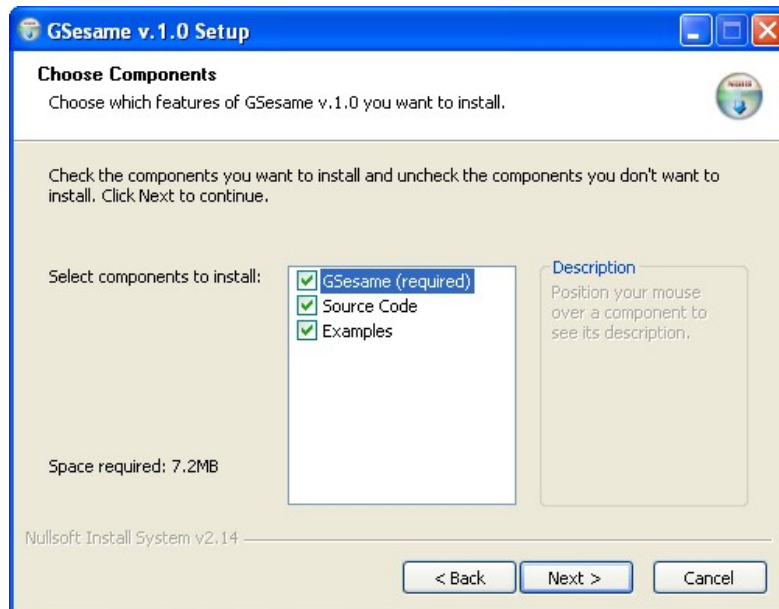 GSesame v.1.0 Setup
Choose Components
Choose which features of GSesame v.1.0 you want to install.
Check the components you want to install and uncheck the components you don't want to
install. Click Next to continue.
Select components to install:
GSesame (required)
Source Code
Examples
Description
Position your mouse
over a component to
see its description.
Space required: 7.2MB
Nullsoft Install System v2.14
< Back
Next >
Cancel